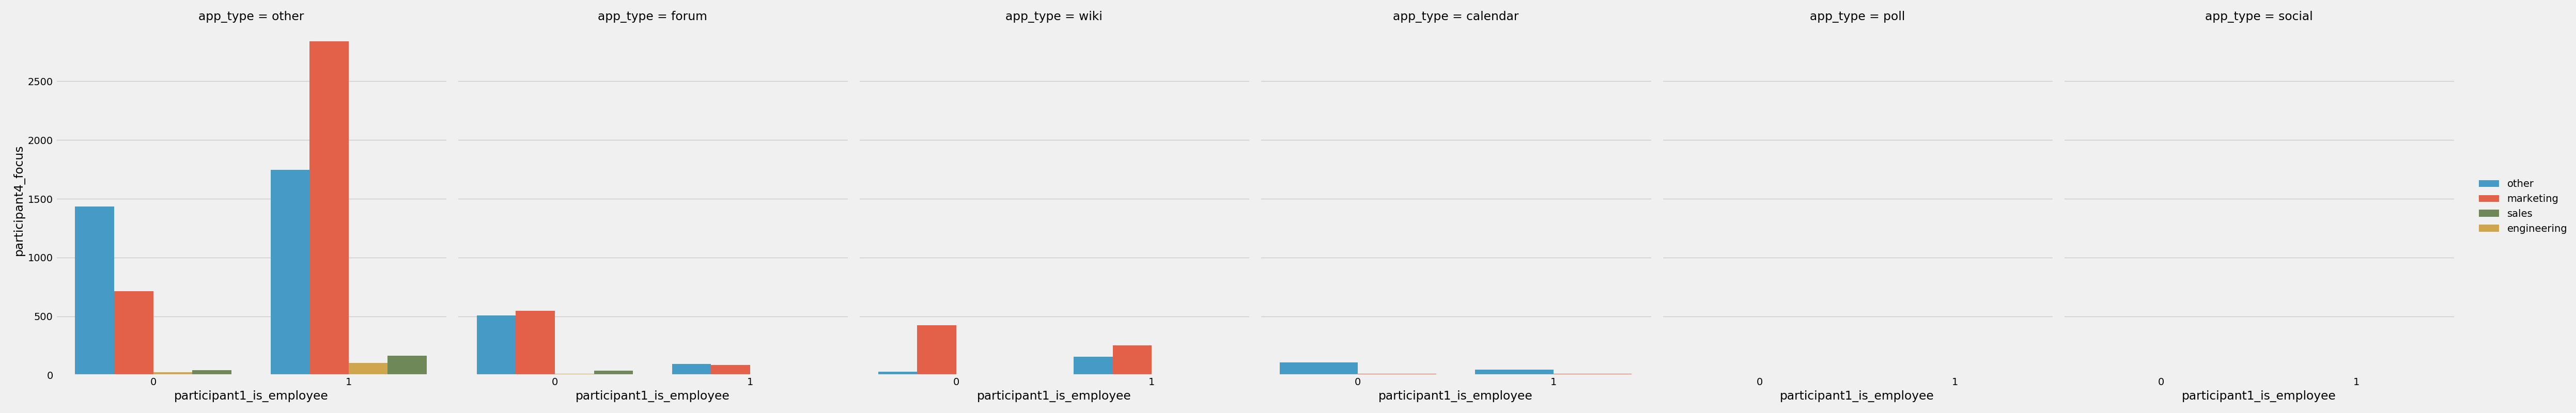 app_type = other
app_type = forum
app_type = wiki
app_type = calendar
app_type = poll
app_type = social
participant4_focus
2500
2000
1500
1000
500
0
0 1
0 1
0 1
0 1
0 1
0 1
participant1_is_employee
participant1_is_employee
participant1_is_employee
participant1_is_employee
participant1_is_employee
participant1_is_employee
other
marketing
sales
engineering